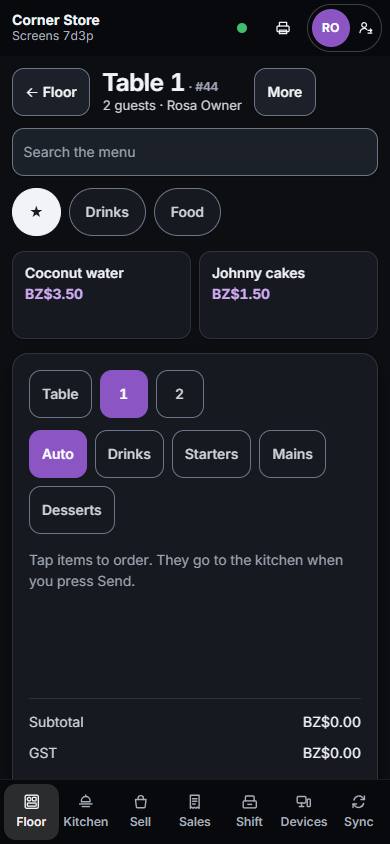 Corner Store
Screens 7d3p
RO
← Floor
Table 1 · #44
2 guests · Rosa Owner
More
Search the menu
★
Drinks
Food
Coconut water
BZ$3.50
Johnny cakes
BZ$1.50
Table
1
2
Auto
Drinks
Starters
Mains
Desserts
Tap items to order. They go to the kitchen when
you press Send.
Subtotal
BZ$0.00
GST
BZ$0.00
Floor
Kitchen
Sell
Sales
Shift
Devices
Sync